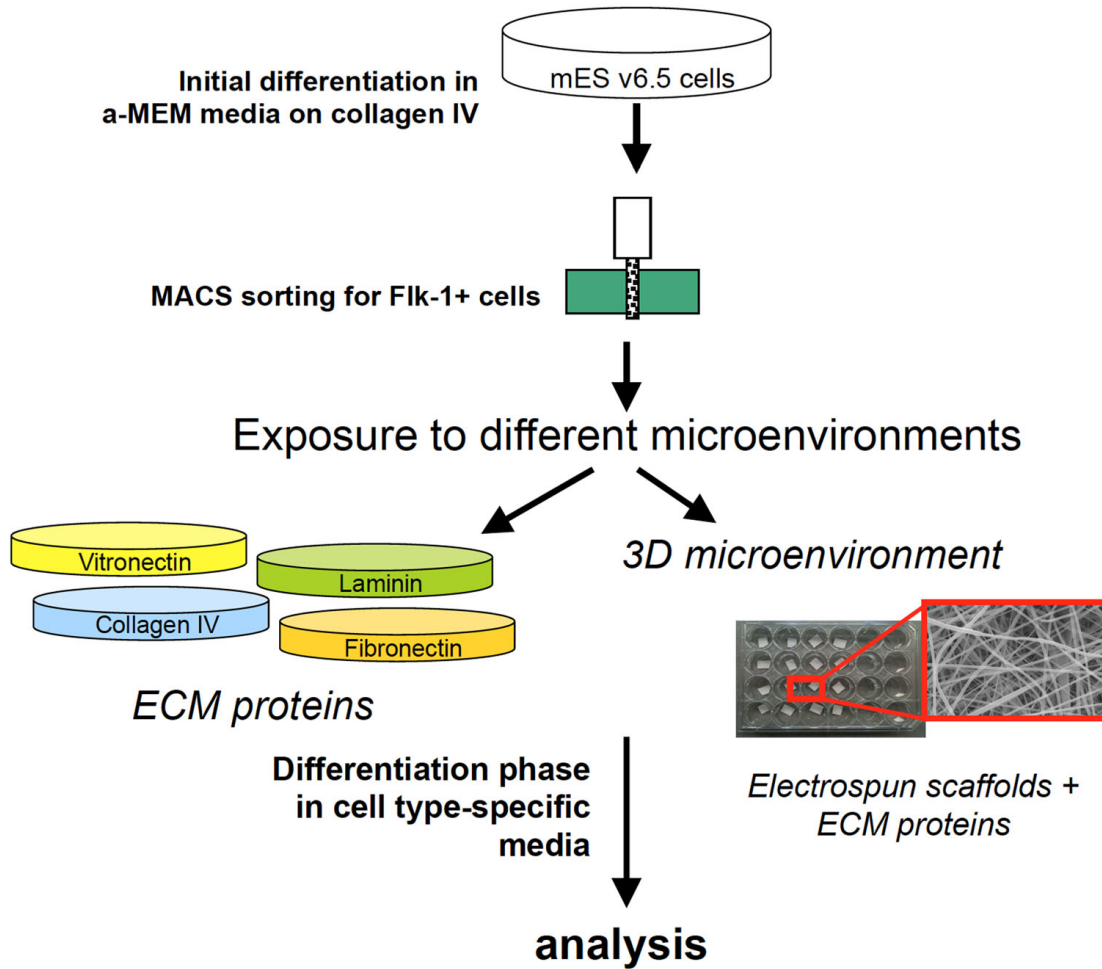 mES v6.5 cells
Initial differentiation in
a-MEM media on collagen IV
MACS sorting for Flk-1+ cells
Exposure to different microenvironments
Vitronectin
Laminin
Collagen IV
Fibronectin
ECM proteins
3D microenvironment
Electrospun scaffolds +
ECM proteins
Differentiation phase
in cell type-specific
media
analysis